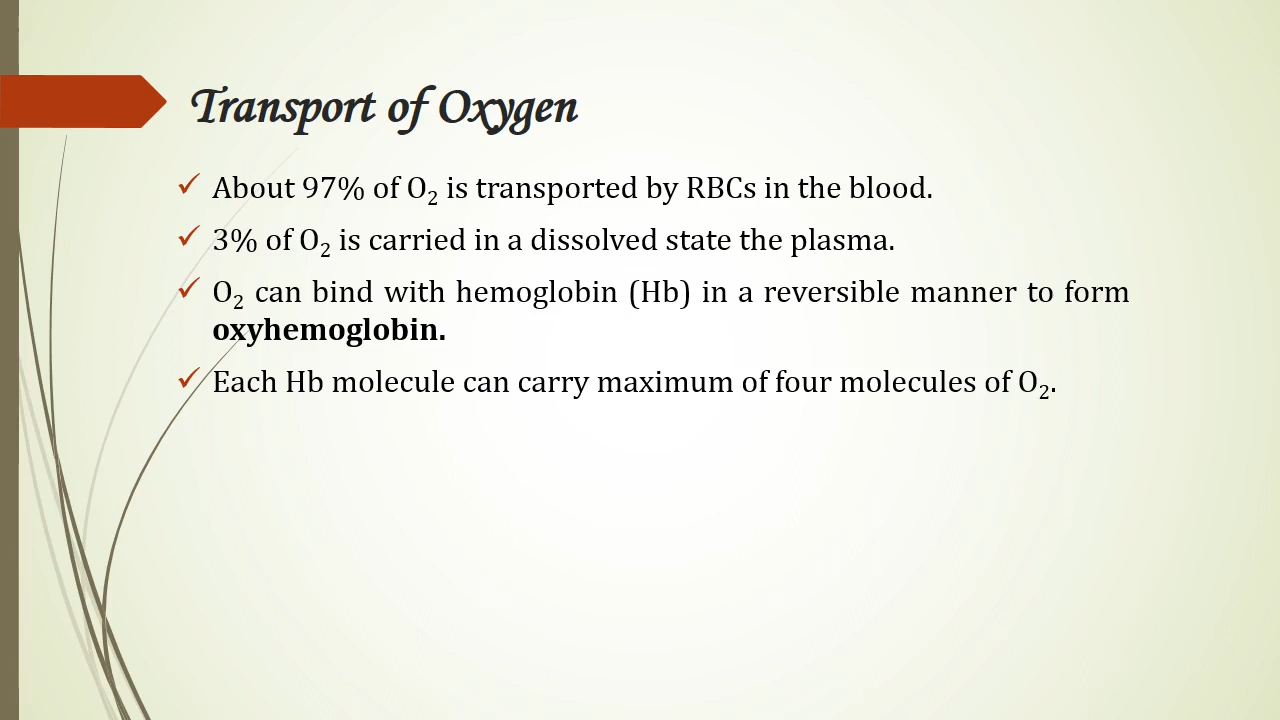 Transport of Oxygen
✓ About 97% of O₂ is transported by RBCs in the blood.
✓ 3% of O₂ is carried in a dissolved state the plasma.
✓ O₂ can bind with hemoglobin (Hb) in a reversible manner to form
oxyhemoglobin.
✓ Each Hb molecule can carry maximum of four molecules of O₂.